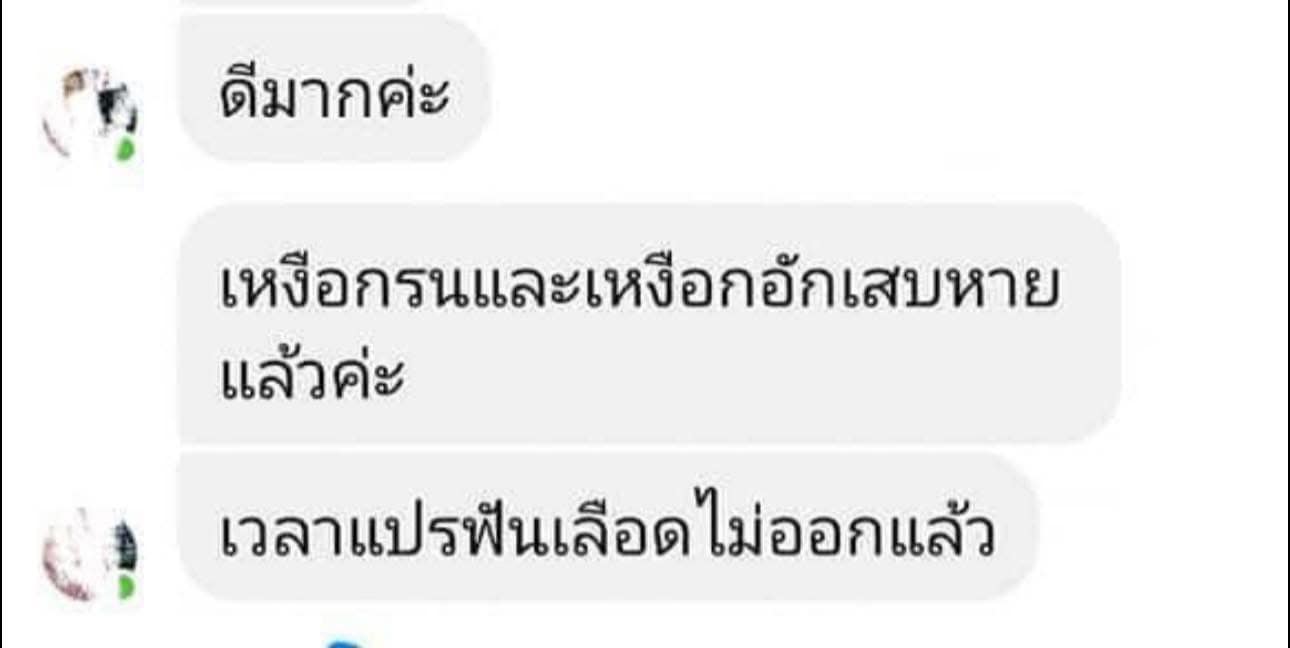 ดีมากค่ะ
เหงือกรนและเหงือกอักเสบหาย
แล้วค่ะ
เวลาแปรฟันเลือดไม่ออกแล้ว